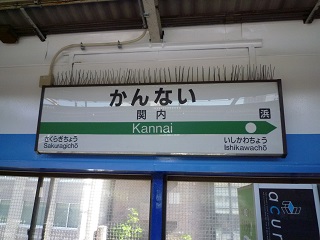 かんない
関内
浜
Kannai
さくらぎちょう
Sakuragichō
いしかわちょう
Ishikawachō
acu